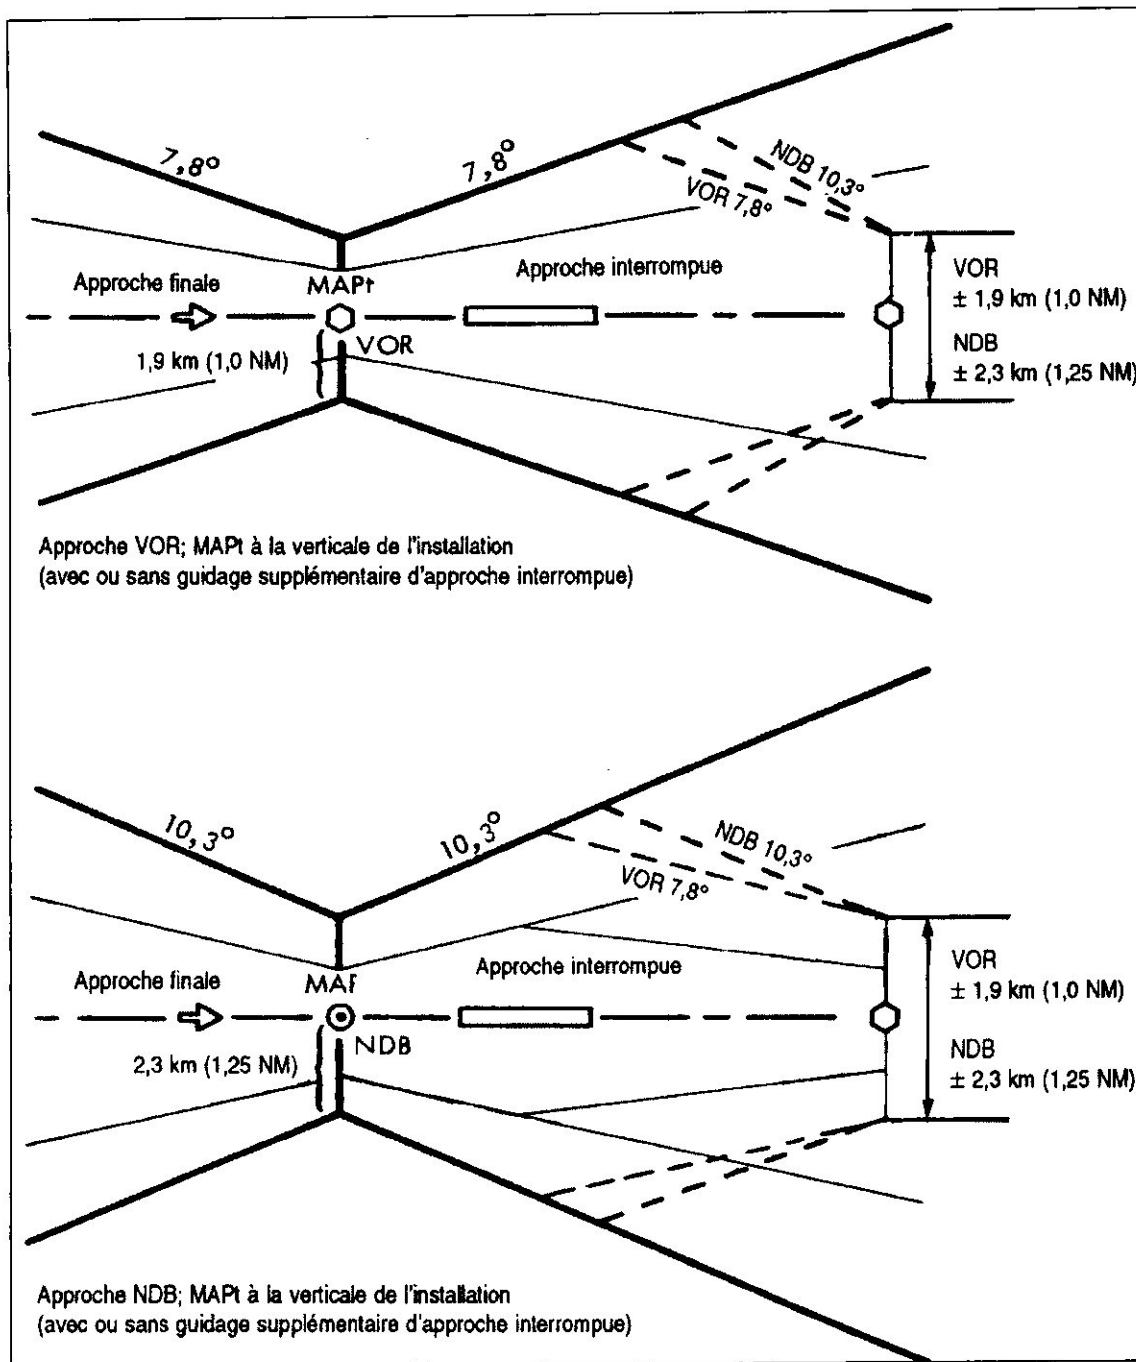 7,8°
7,8°
NDB 10,3°
VOR 7,8°
Approche finale
MAPt
Approche interrompue
VOR
1,9 km (1,0 NM)
VOR
± 1,9 km (1,0 NM)
NDB
± 2,3 km (1,25 NM)
Approche VOR; MAPt à la verticale de l'installation
(avec ou sans guidage supplémentaire d'approche interrompue)
10,3°
10,3°
NDB 10,3°
VOR 7,8°
Approche finale
MAP
Approche interrompue
NDB
2,3 km (1,25 NM)
VOR
± 1,9 km (1,0 NM)
NDB
± 2,3 km (1,25 NM)
Approche NDB; MAPt à la verticale de l'installation
(avec ou sans guidage supplémentaire d'approche interrompue)